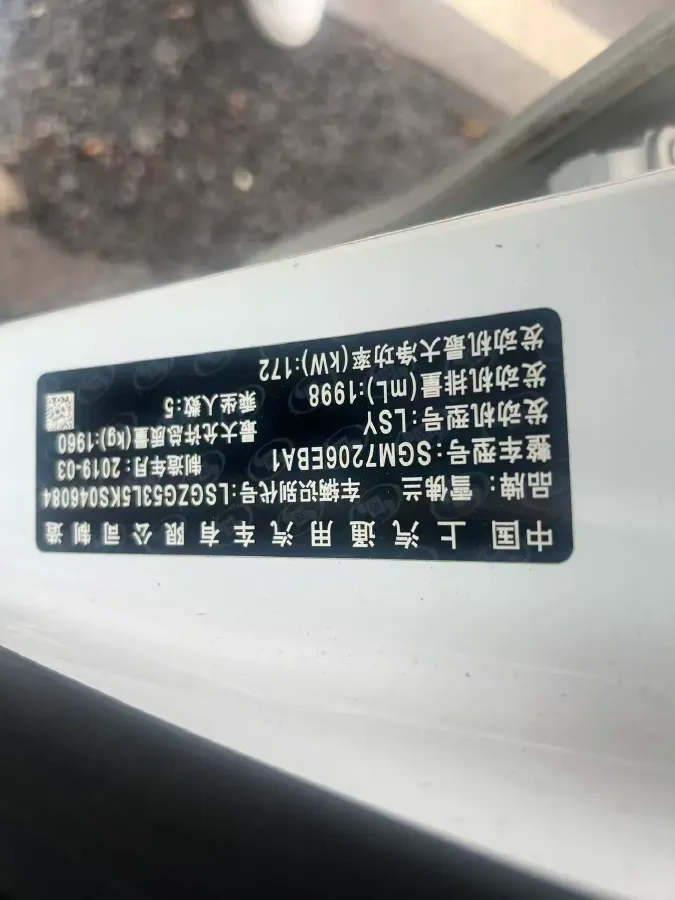 中国 上汽通用汽车有限公司制造
品牌：雪佛兰 车辆识别代号:LSGZG53L5KS046084
整车型号:SGM7206EBA1 制造年月：2019-03
发动机型号:LSY 最大允许总质量(kg):1960
发动机排量(mL):1998 乘坐人数:5
发动机最大净功率(kW):172